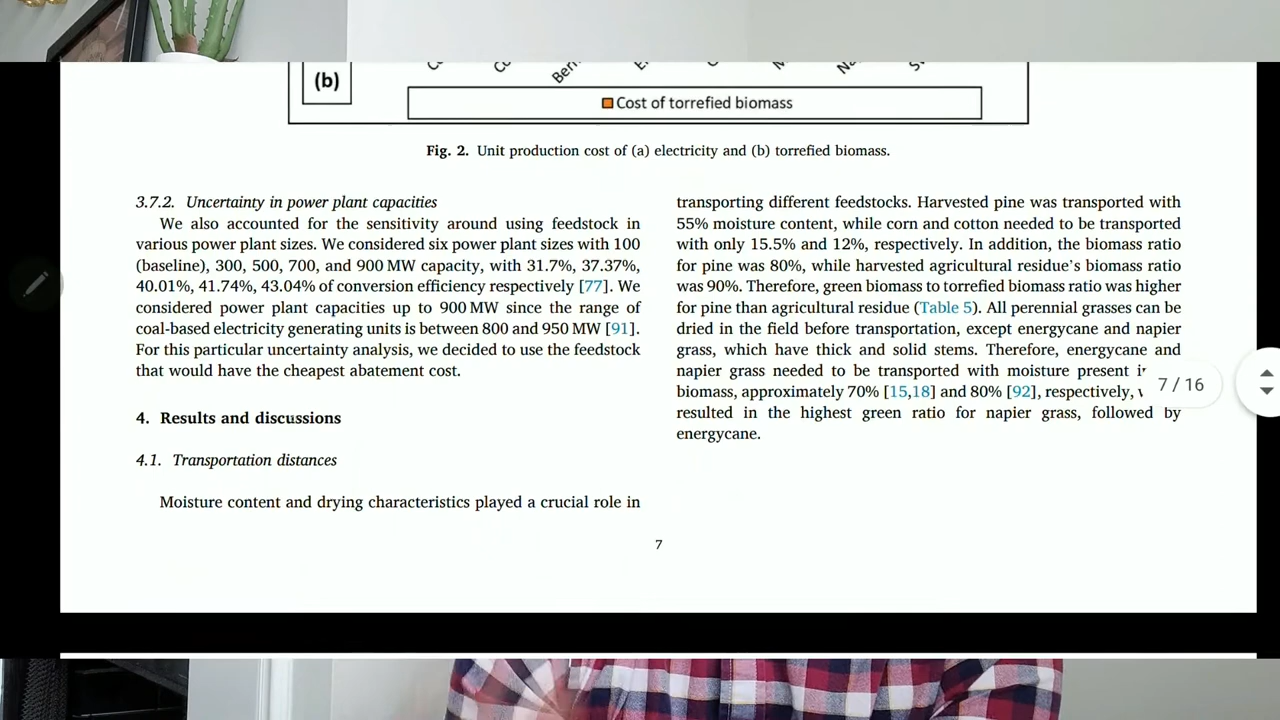 (b)
Cost of torrefied biomass
Fig. 2. Unit production cost of (a) electricity and (b) torrefied biomass.
3.7.2. Uncertainty in power plant capacities
We also accounted for the sensitivity around using feedstock in
various power plant sizes. We considered six power plant sizes with 100
(baseline), 300, 500, 700, and 900 MW capacity, with 31.7%, 37.37%,
40.01%, 41.74%, 43.04% of conversion efficiency respectively [77]. We
considered power plant capacities up to 900 MW since the range of
coal-based electricity generating units is between 800 and 950 MW [91].
For this particular uncertainty analysis, we decided to use the feedstock
that would have the cheapest abatement cost.
4. Results and discussions
4.1. Transportation distances
Moisture content and drying characteristics played a crucial role in
transporting different feedstocks. Harvested pine was transported with
55% moisture content, while corn and cotton needed to be transported
with only 15.5% and 12%, respectively. In addition, the biomass ratio
for pine was 80%, while harvested agricultural residue's biomass ratio
was 90%. Therefore, green biomass to torrefied biomass ratio was higher
for pine than agricultural residue (Table 5). All perennial grasses can be
dried in the field before transportation, except energycane and napier
grass, which have thick and solid stems. Therefore, energycane and
napier grass needed to be transported with moisture present
biomass, approximately 70% [15,18] and 80% [92], respectively,
resulted in the highest green ratio for napier grass, followed by
energycane.
7 / 16
7